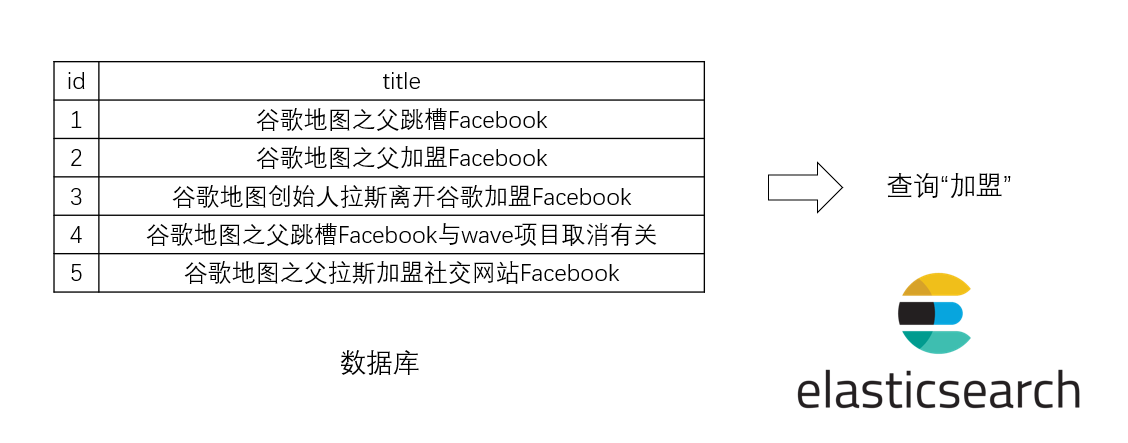 id title
1 谷歌地图之父跳槽Facebook
2 谷歌地图之父加盟Facebook
3 谷歌地图创始人拉斯离开谷歌加盟Facebook
4 谷歌地图之父跳槽Facebook与wave项目取消有关
5 谷歌地图之父拉斯加盟社交网站Facebook
数据库
查询“加盟”
elasticsearch